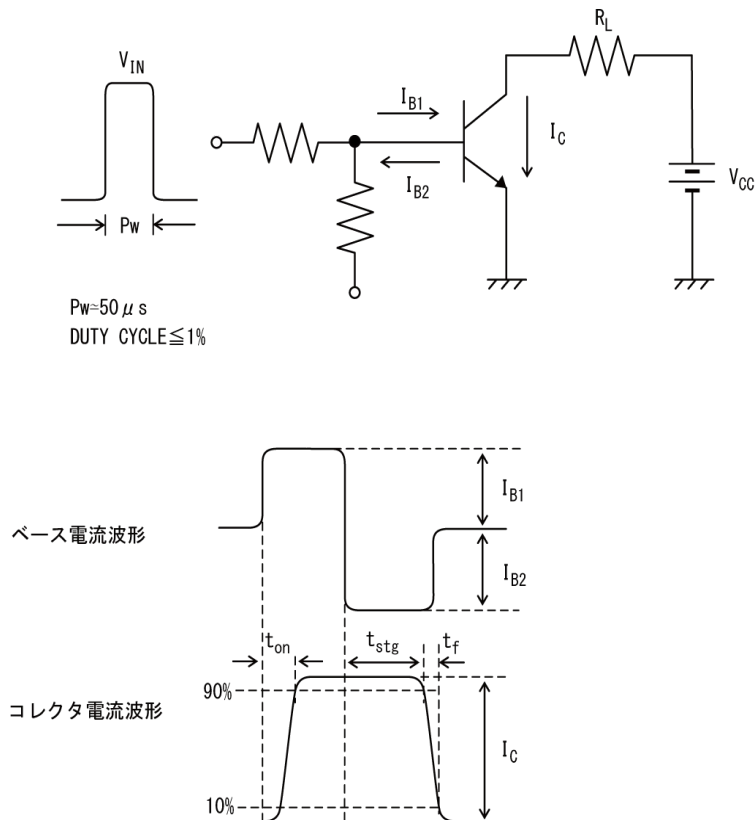 R_L
V_IN
I_B1
I_C
I_B2
V_CC
Pw
Pw≃50μs
DUTY CYCLE≦1%
I_B1
ベース電流波形
I_B2
t_on
t_stg
t_f
90%
コレクタ電流波形
I_C
10%